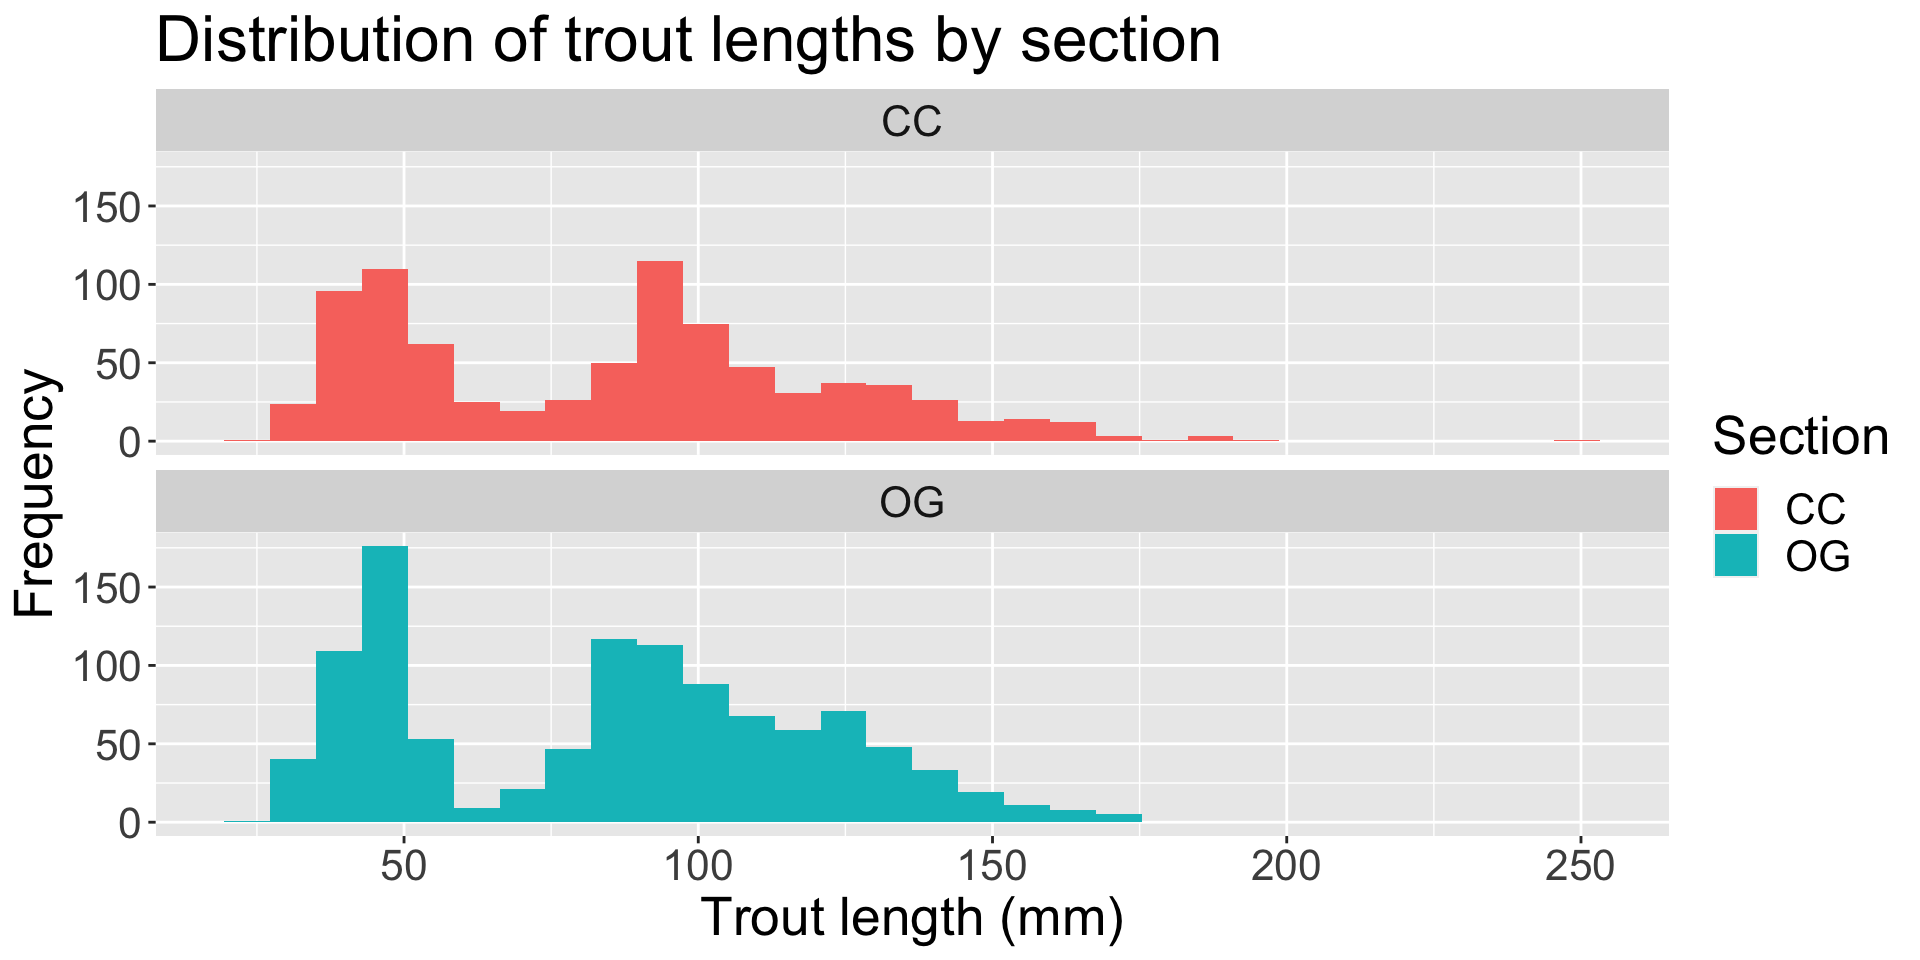 Distribution of trout lengths by section
CC
150
100
50
0
OG
150
100
50
0
50 100 150 200 250
Trout length (mm)
Frequency
Section
CC
OG